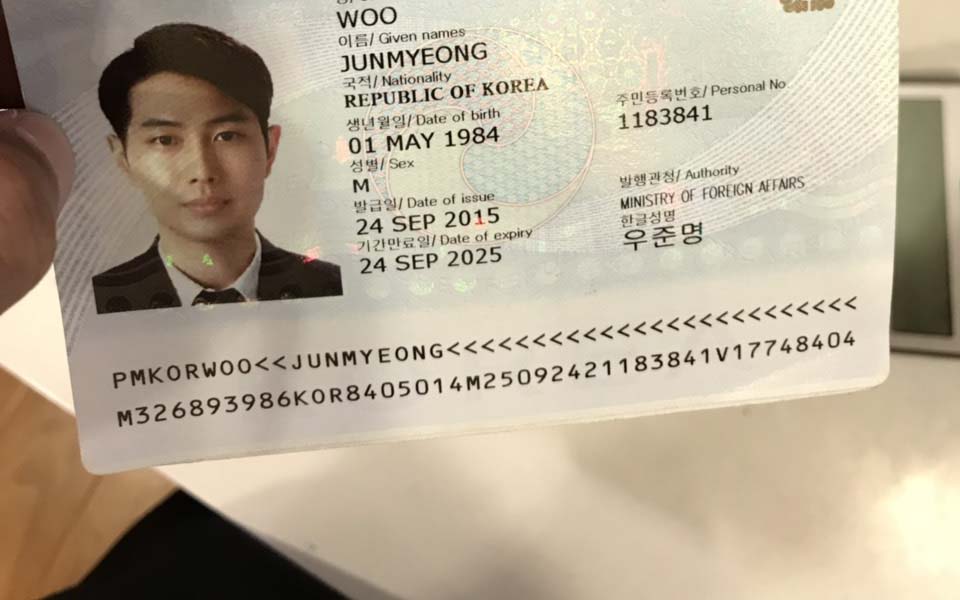 WOO
이름/ Given names
JUNMYEONG
국적/ Nationality
REPUBLIC OF KOREA
생년월일/ Date of birth
01 MAY 1984
주민등록번호/ Personal No
1183841
성별/ Sex
M
발급일/ Date of issue
24 SEP 2015
발행관청/ Authority
MINISTRY OF FOREIGN AFFAIRS
기간만료일/ Date of expiry
24 SEP 2025
한글성명
우준명
PMKORWOO<<JUNMYEONG<<<<<<<<<<<<<<<<<<<<<<<<<
M326893986KOR8405014M25092421183841V17748404